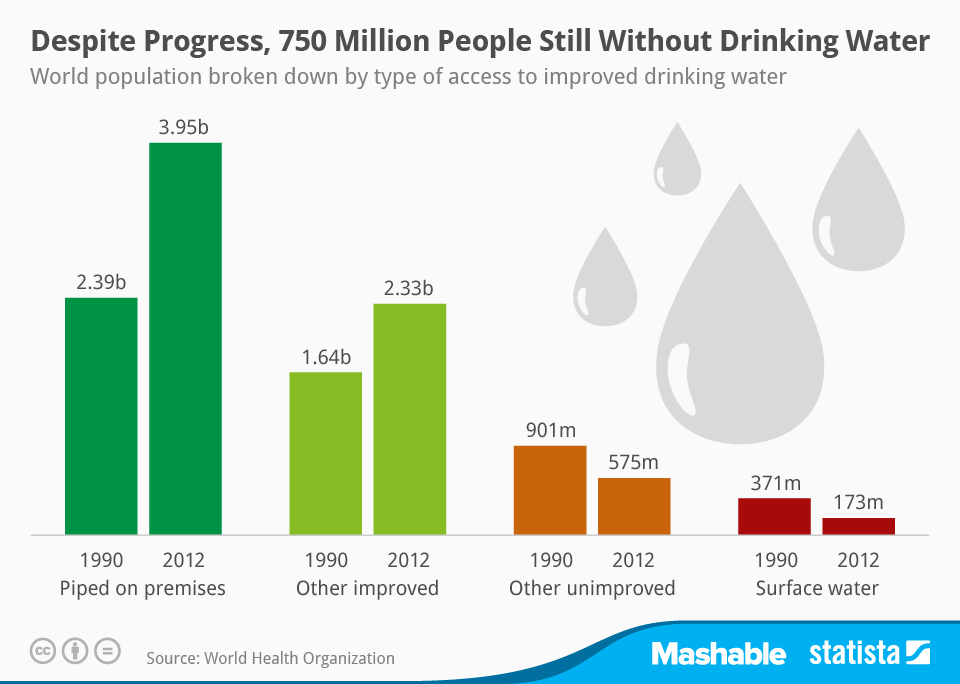 Despite Progress, 750 Million People Still Without Drinking Water
World population broken down by type of access to improved drinking water
3.95b
2.39b
2.33b
1.64b
901m
575m
371m
173m
1990 2012 1990 2012 1990 2012 1990 2012
Piped on premises Other improved Other unimproved Surface water
cc
Source: World Health Organization
Mashable statista